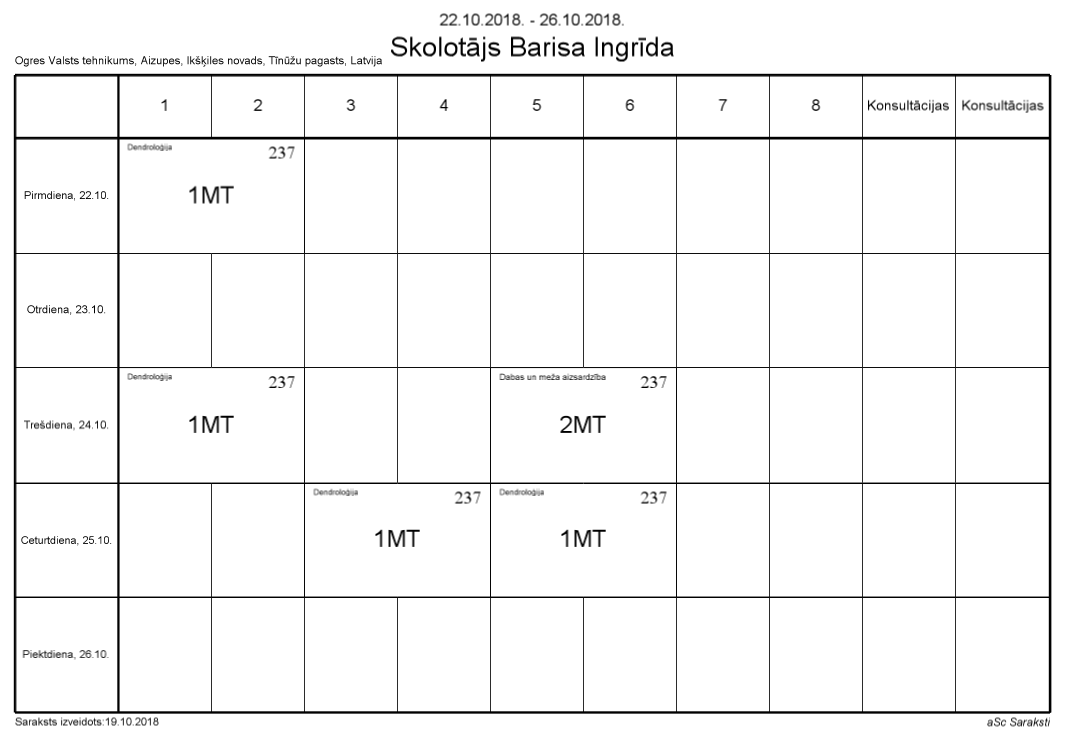 22.10.2018. - 26.10.2018.
Skolotājs Barisa Ingrīda
Ogres Valsts tehnikums, Aizupes, Ikšķiles novads, Tīnūžu pagasts, Latvija
1 2 3 4 5 6 7 8 Konsultācijas Konsultācijas
Dendroloģija 237
Pirmdiena, 22.10. 1MT
Otrdiena, 23.10.
Dendroloģija 237 Dabas un meža aizsardzība 237
Trešdiena, 24.10. 1MT 2MT
Dendroloģija 237 Dendroloģija 237
Ceturtdiena, 25.10. 1MT 1MT
Piektdiena, 26.10.
Saraksts izveidots:19.10.2018 aSc Saraksti